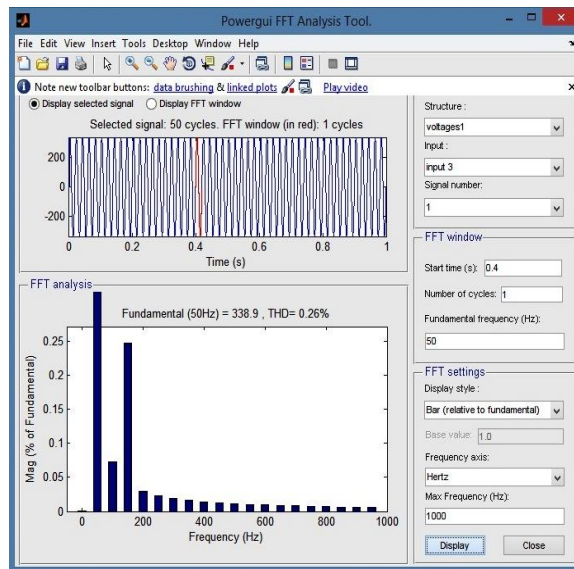 Powergui FFT Analysis Tool.
File Edit View Insert Tools Desktop Window Help
Note new toolbar buttons: data brushing & linked plots Play video
Display selected signal Display FFT window
Selected signal: 50 cycles. FFT window (in red): 1 cycles
200
0
-200
0 0.2 0.4 0.6 0.8 1
Time (s)
FFT analysis
Fundamental (50Hz) = 338.9 , THD= 0.26%
0.25
0.2
0.15
0.1
0.05
0
Mag (% of Fundamental)
0 200 400 600 800 1000
Frequency (Hz)
Structure :
voltages1
Input :
input 3
Signal number:
1
FFT window
Start time (s): 0.4
Number of cycles: 1
Fundamental frequency (Hz):
50
FFT settings
Display style :
Bar (relative to fundamental)
Base value: 1.0
Frequency axis:
Hertz
Max Frequency (Hz):
1000
Display Close